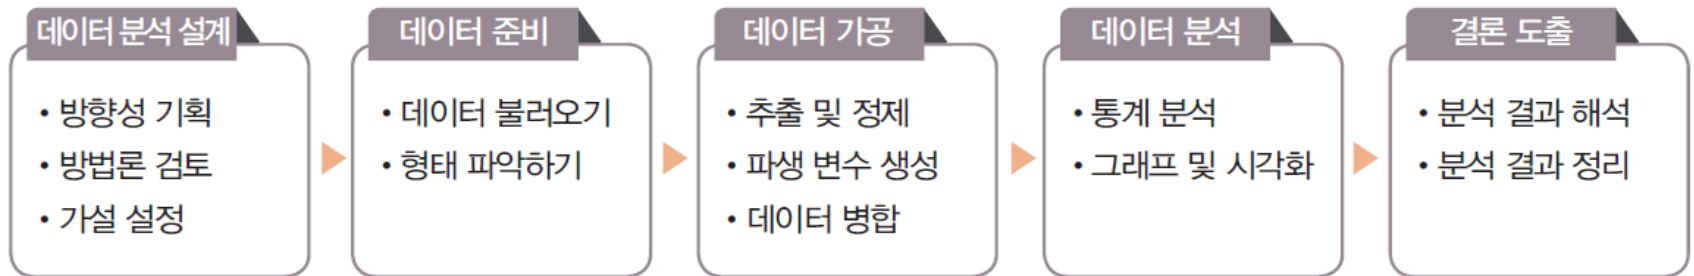 데이터 분석 설계
• 방향성 기획
• 방법론 검토
• 가설 설정
데이터 준비
• 데이터 불러오기
• 형태 파악하기
데이터 가공
• 추출 및 정제
• 파생 변수 생성
• 데이터 병합
데이터 분석
• 통계 분석
• 그래프 및 시각화
결론 도출
• 분석 결과 해석
• 분석 결과 정리